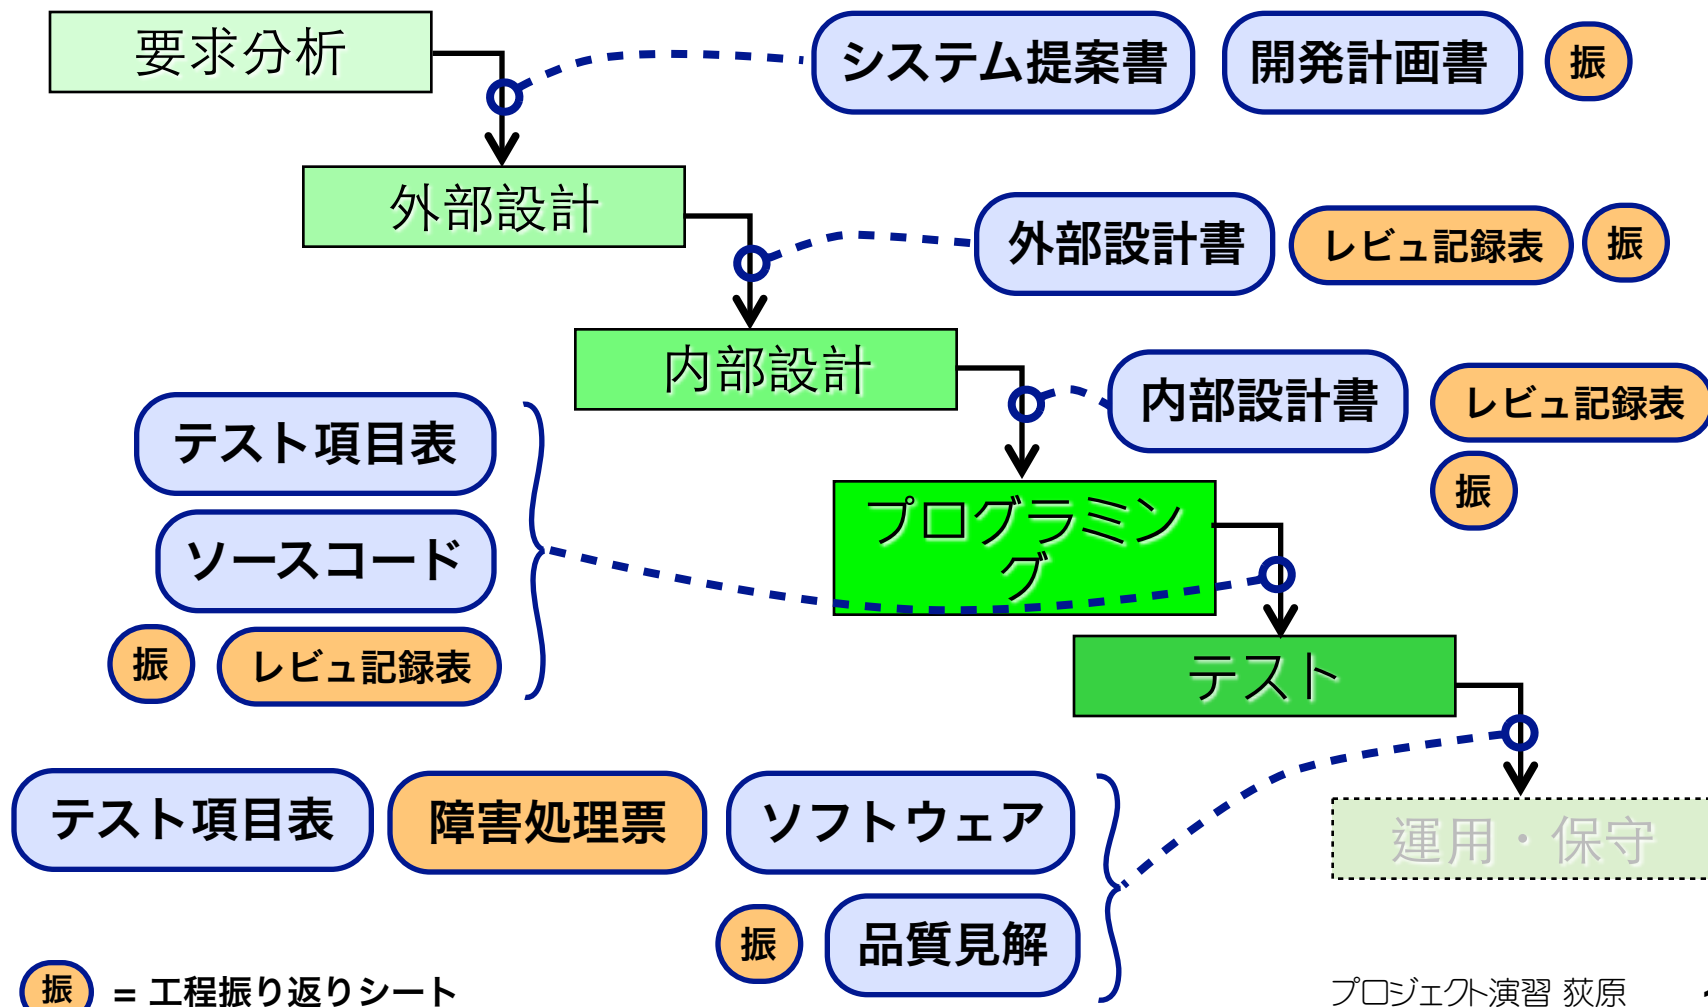 要求分析
システム提案書
開発計画書
振
外部設計
外部設計書
レビュ記録表
振
内部設計
内部設計書
レビュ記録表
振
テスト項目表
ソースコード
振
レビュ記録表
プログラミン
グ
テスト
テスト項目表
障害処理票
ソフトウェア
振
品質見解
運用・保守
振 = 工程振り返りシート
プロジェクト演習 荻原